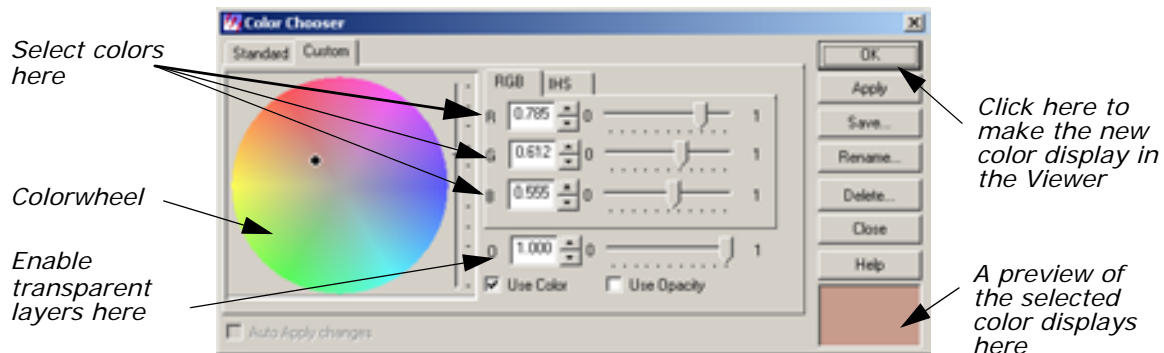 Color Chooser
Select colors
here
Standard
Custom
OK
RGB
IHS
Apply
R
0.785
0
1
Save...
Click here to
make the new
color display in
the Viewer
G
0.612
0
1
Rename...
B
0.555
0
1
Delete...
Colorwheel
Close
O
1.000
0
1
Help
Enable
transparent
layers here
Use Color
Use Opacity
A preview of
the selected
color displays
here
Auto Apply changes